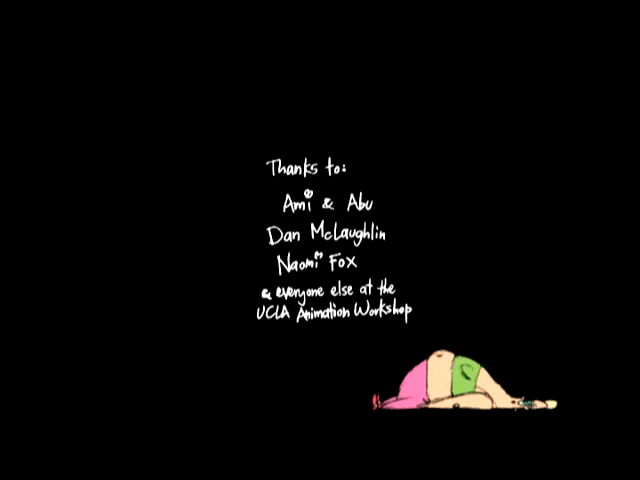 Thanks to:
Ami & Abu
Dan McLaughlin
Naomi Fox
& everyone else at the
UCLA Animation Workshop